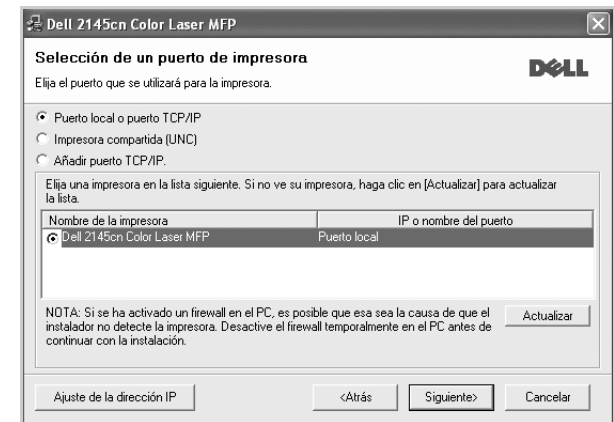 Dell 2145cn Color Laser MFP
Selección de un puerto de impresora
Elija el puerto que se utilizará para la impresora.
DELL
Puerto local o puerto TCP/IP
Impresora compartida (UNC)
Añadir puerto TCP/IP.
Elija una impresora en la lista siguiente. Si no ve su impresora, haga clic en [Actualizar] para actualizar
la lista.
Nombre de la impresora IP o nombre del puerto
Dell 2145cn Color Laser MFP Puerto local
NOTA: Si se ha activado un firewall en el PC, es posible que esa sea la causa de que el
instalador no detecte la impresora. Desactive el firewall temporalmente en el PC antes de
continuar con la instalación.
Actualizar
Ajuste de la dirección IP <Atrás Siguiente> Cancelar